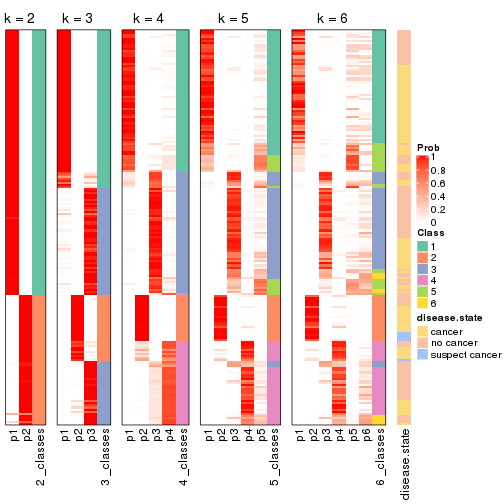 k = 2 k = 3 k = 4 k = 5 k = 6
p1 p2 2_classes p1 p2 p3 3_classes p1 p2 p3 p4 4_classes p1 p2 p3 p4 p5 5_classes p1 p2 p3 p4 p5 p6 6_classes disease.state
Prob
1
0.8
0.6
0.4
0.2
0
Class
1
2
3
4
5
6
disease.state
cancer
no cancer
suspect cancer